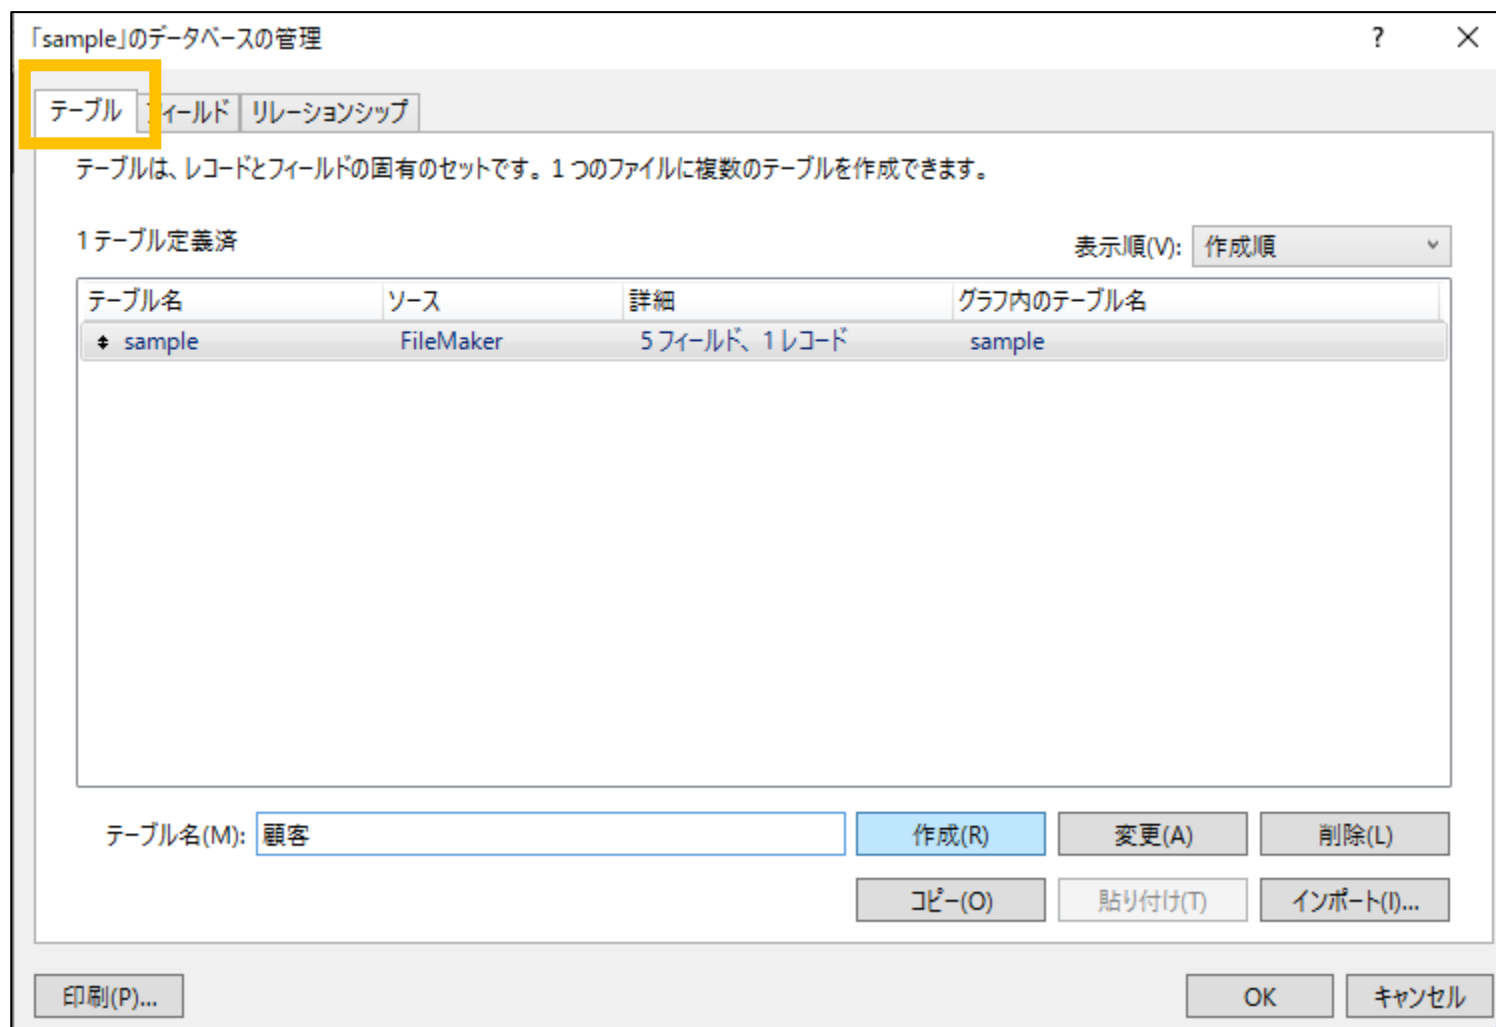 「sample」のデータベースの管理 ?
テーブル ィールド リレーションシップ
テーブルは、レコードとフィールドの固有のセットです。1つのファイルに複数のテーブルを作成できます。
1テーブル定義済 表示順(V): 作成順
テーブル名 ソース 詳細 グラフ内のテーブル名
sample FileMaker 5フィールド、1レコード sample
テーブル名(M): 顧客 作成(R) 変更(A) 削除(L)
コピー(O) 貼り付け(T) インポート(I)...
印刷(P)... OK キャンセル